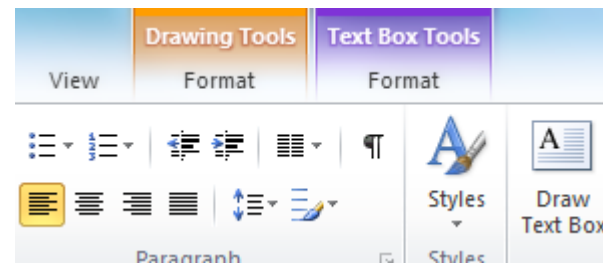 Drawing Tools Text Box Tools
View Format Format
Styles Draw
Text Box
Paragraph Styles